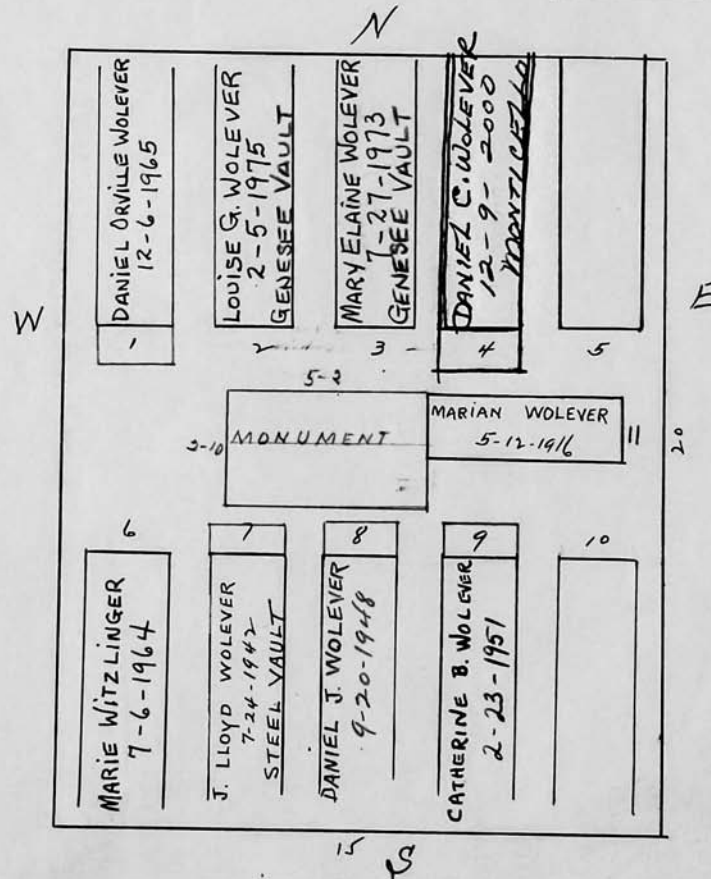 N
DANIEL ORVILLE WOLEVER
12-6-1965
LOUISE G. WOLEVER
2-5-1975
GENESEE VAULT
MARY ELAINE WOLEVER
7-27-1973
GENESEE VAULT
DANIEL C. WOLEVER
12-9-2000
MONTICELLO
W
E
1
2
3
4
5
5-2
2-10
MONUMENT
MARIAN WOLEVER
5-12-1916
11
20
6
7
8
9
10
MARIE WITZLINGER
7-6-1964
J. LLOYD WOLEVER
7-24-1942
STEEL VAULT
DANIEL J. WOLEVER
9-20-1948
CATHERINE B. WOLEVER
2-23-1951
15
S